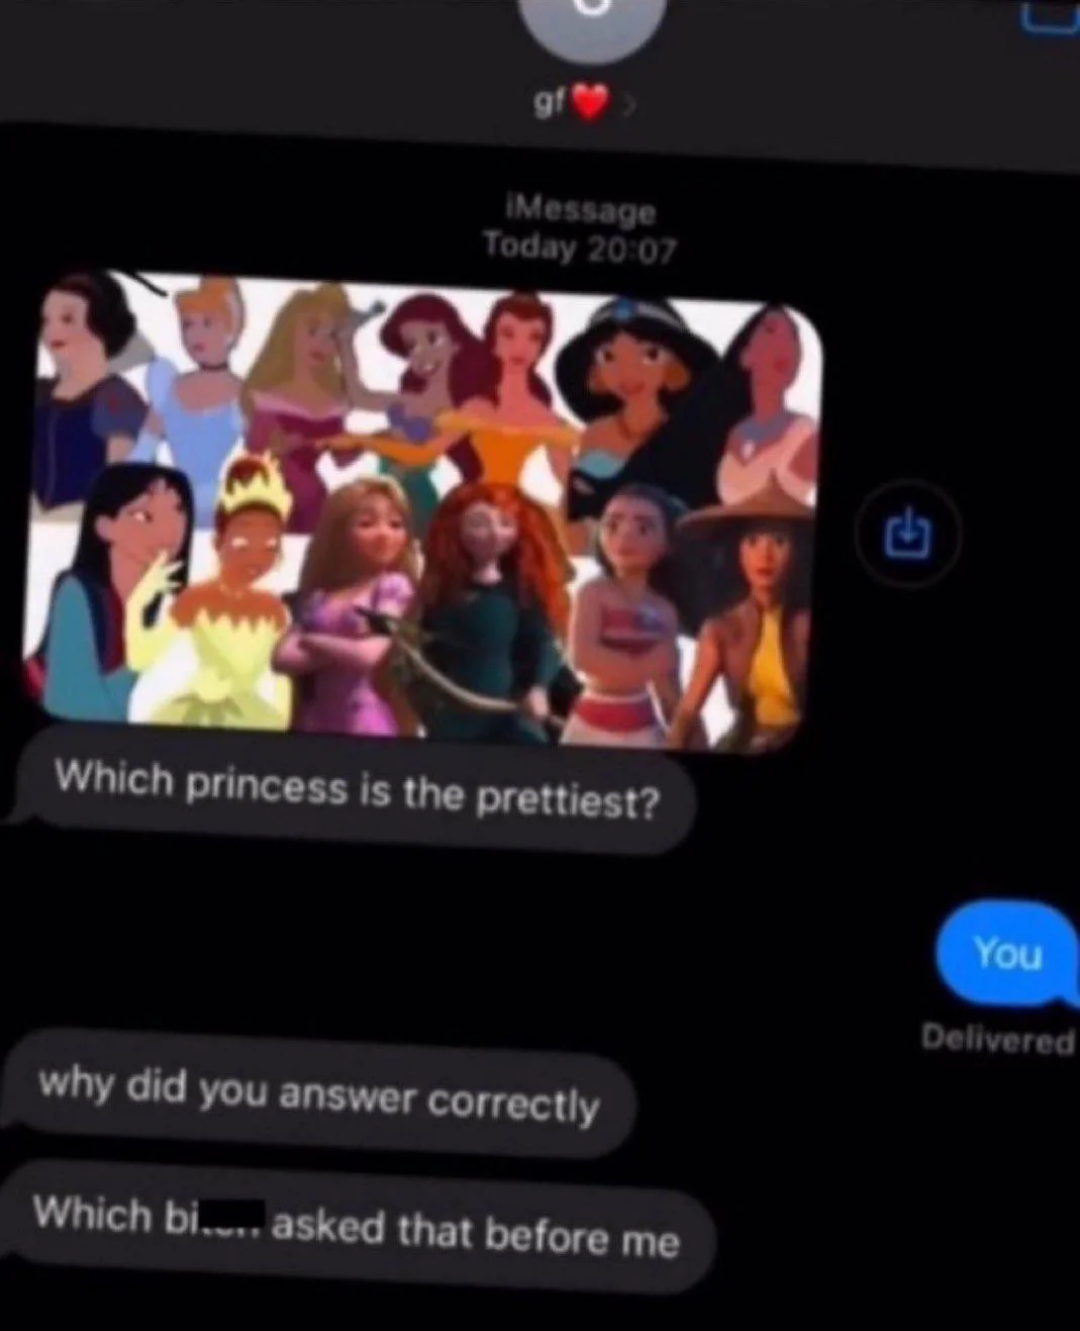 gf❤️ >
iMessage
Today 20:07
Which princess is the prettiest?
You
Delivered
why did you answer correctly
Which asked that before me